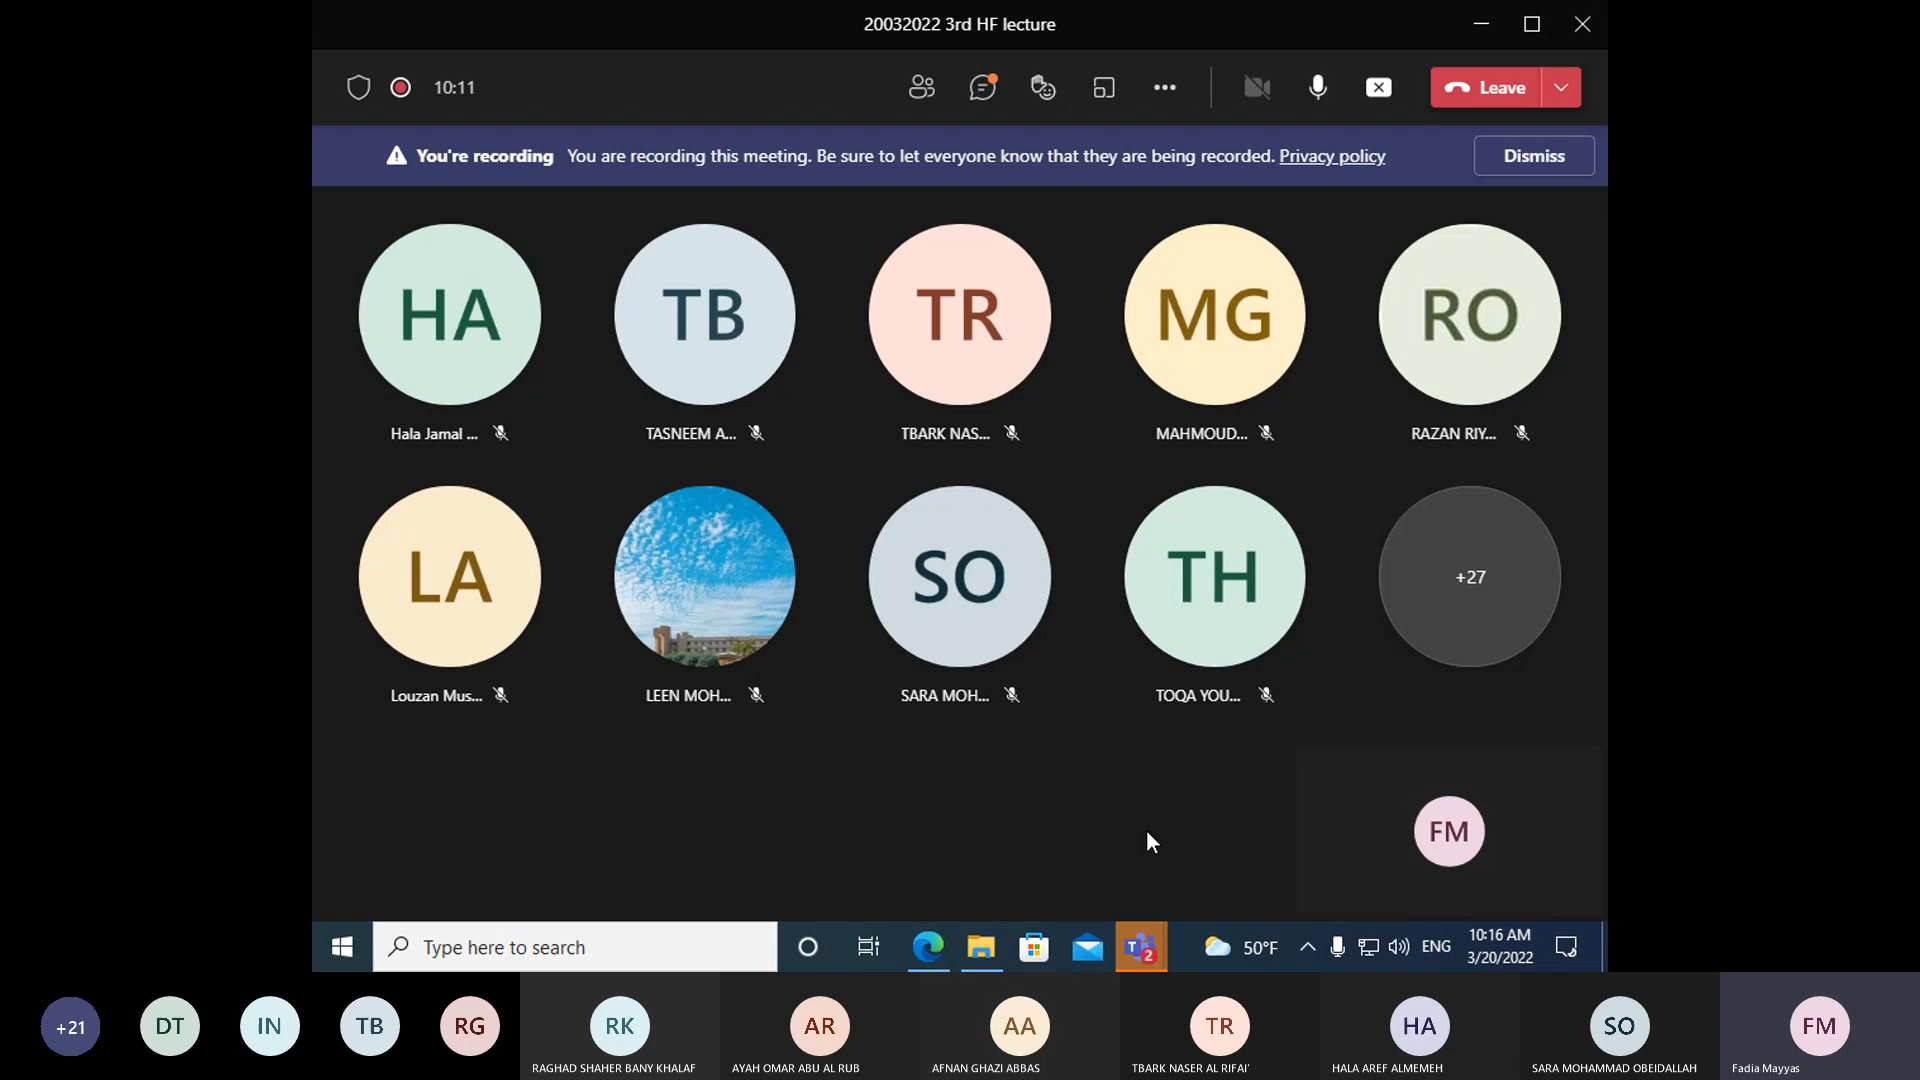 20032022 3rd HF lecture
10:11
Leave
You're recording You are recording this meeting. Be sure to let everyone know that they are being recorded. Privacy policy
Dismiss
HA
TB
TR
MG
RO
Hala Jamal ...
TASNEEM A...
TBARK NAS...
MAHMOUD...
RAZAN RIY...
LA
SO
TH
+27
Louzan Mus...
LEEN MOH...
SARA MOH...
TOQA YOU...
FM
Type here to search
T
2
50°F
ENG
10:16 AM
3/20/2022
+21
DT
IN
TB
RG
RK
AR
AA
TR
HA
SO
FM
RAGHAD SHAHER BANY KHALAF
AYAH OMAR ABU AL RUB
AFNAN GHAZI ABBAS
TBARK NASER AL RIFAI'
HALA AREF ALMEMEH
SARA MOHAMMAD OBEIDALLAH
Fadia Mayyas